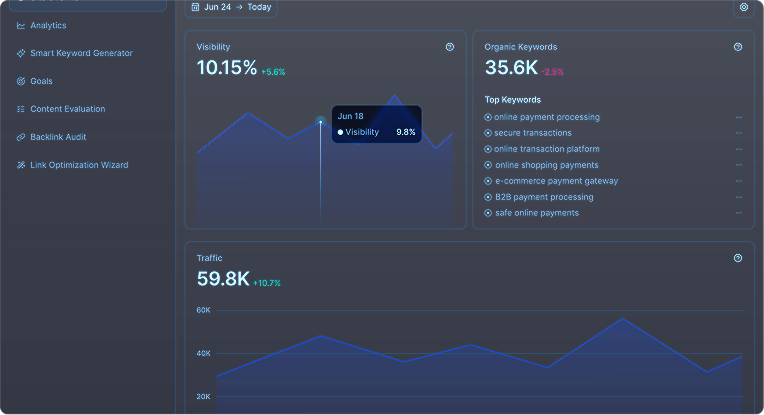 Jun 24 → Today
Analytics
Smart Keyword Generator
Goals
Content Evaluation
Backlink Audit
Link Optimization Wizard
Visibility
10.15% +5.6%
Jun 18
Visibility 9.8%
Organic Keywords
35.6K -2.5%
Top Keywords
online payment processing
secure transactions
online transaction platform
online shopping payments
e-commerce payment gateway
B2B payment processing
safe online payments
Traffic
59.8K +10.7%
60K
40K
20K